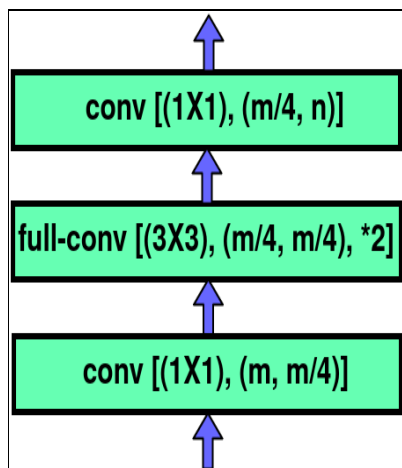 conv [(1X1), (m/4, n)]
full-conv [(3X3), (m/4, m/4), *2]
conv [(1X1), (m, m/4)]